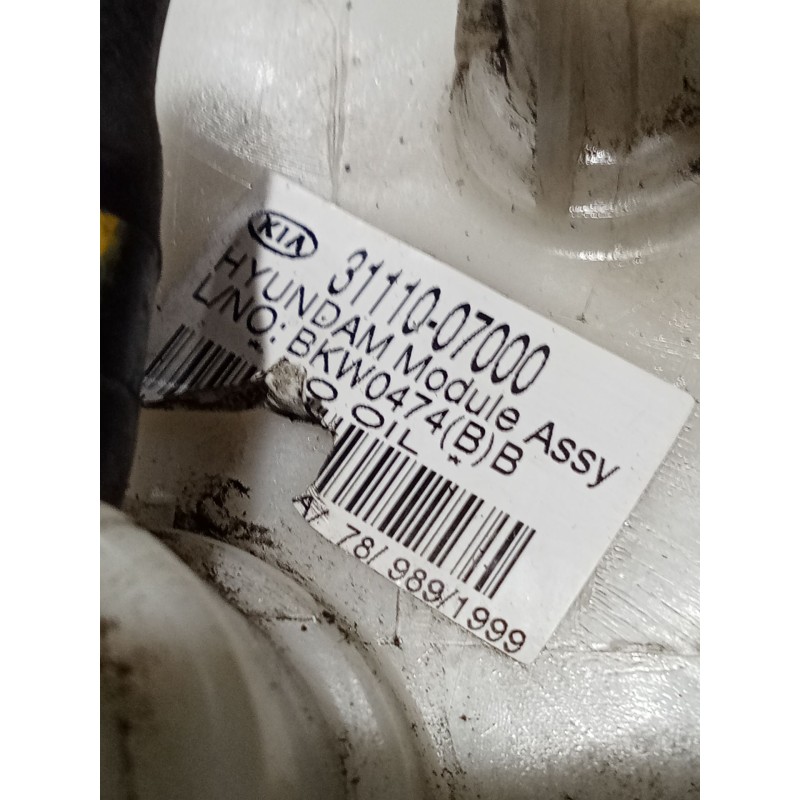 KIA
31110-07000
HYUNDAM Module Assy
L/NO: BKW0474(B)B
OIL *
78/989/1999